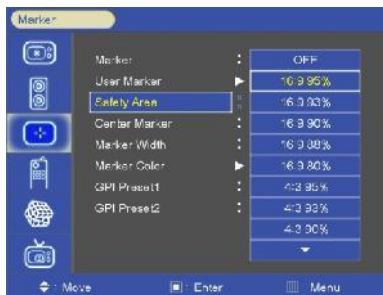 Marker
Marker : OFF
User Marker 16:9 95%
Safety Area 16:9 93%
Center Marker : 16:9 90%
Marker Width : 16:9 88%
Marker Color 16:9 80%
GPI Preset1 : 4:3 95%
GPI Preset2 : 4:3 93%
4:3 90%
: Move : Enter Menu